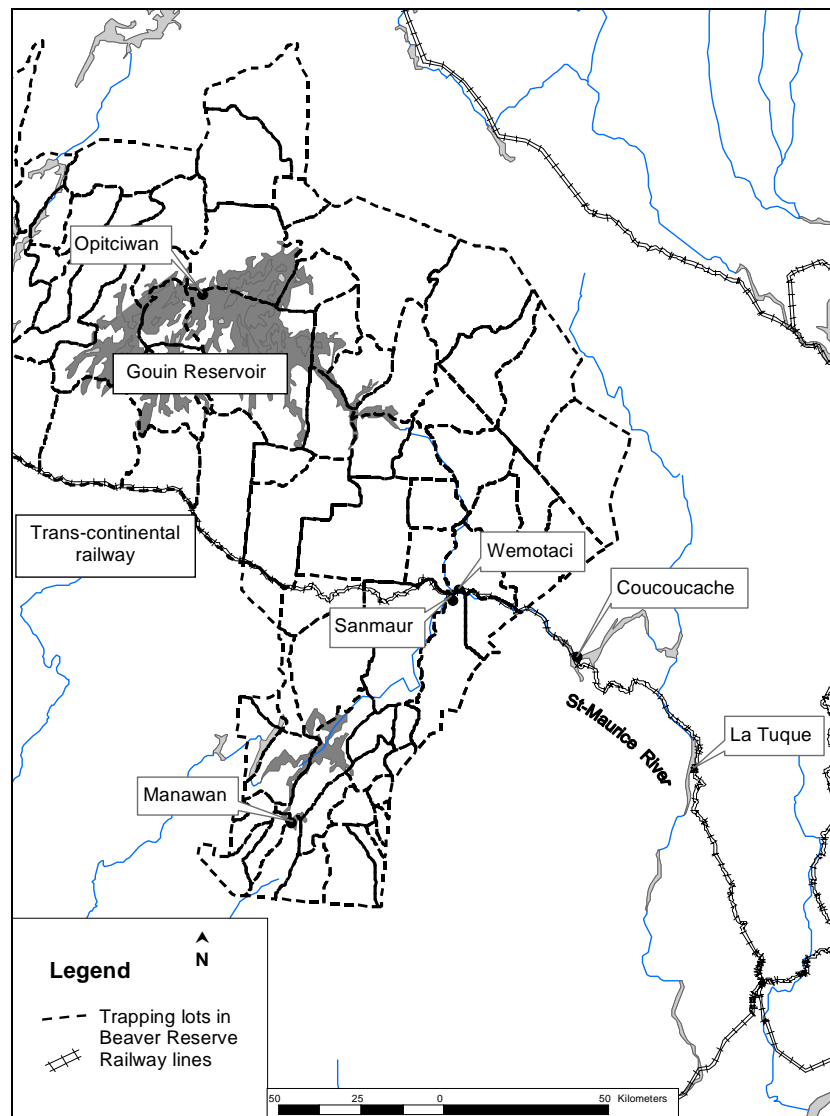 Opitciwan
Gouin Reservoir
Trans-continental
railway
Wemotaci
Coucoucache
Sanmaur
St-Maurice River
La Tuque
Manawan
N
Legend
Trapping lots in
Beaver Reserve
Railway lines
50 25 0 50 Kilometers